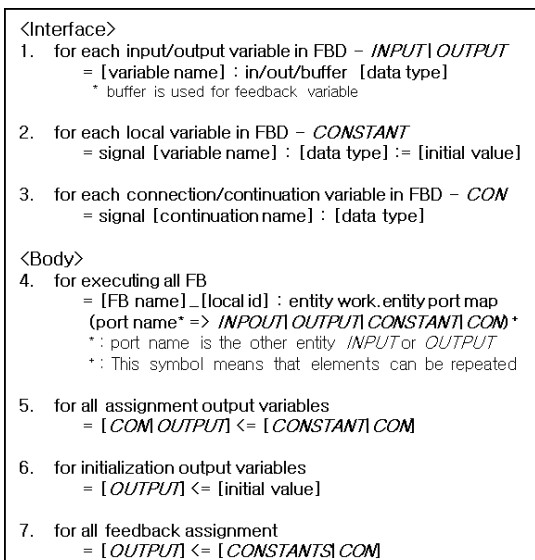 <Interface>
1. for each input/output variable in FBD – INPUT| OUTPUT
= [variable name] : in/out/buffer [data type]
* buffer is used for feedback variable
2. for each local variable in FBD – CONSTANT
= signal [variable name] : [data type] := [initial value]
3. for each connection/continuation variable in FBD – CON
= signal [continuation name] : [data type]
<Body>
4. for executing all FB
= [FB name]_[local id] : entity work.entity port map
(port name* => INPOUT| OUTPUT| CONSTANT| CON)+
* : port name is the other entity INPUT or OUTPUT
+ : This symbol means that elements can be repeated
5. for all assignment output variables
= [CON| OUTPUT] <= [CONSTANT| CON]
6. for initialization output variables
= [OUTPUT] <= [initial value]
7. for all feedback assignment
= [OUTPUT] <= [CONSTANTS| CON]